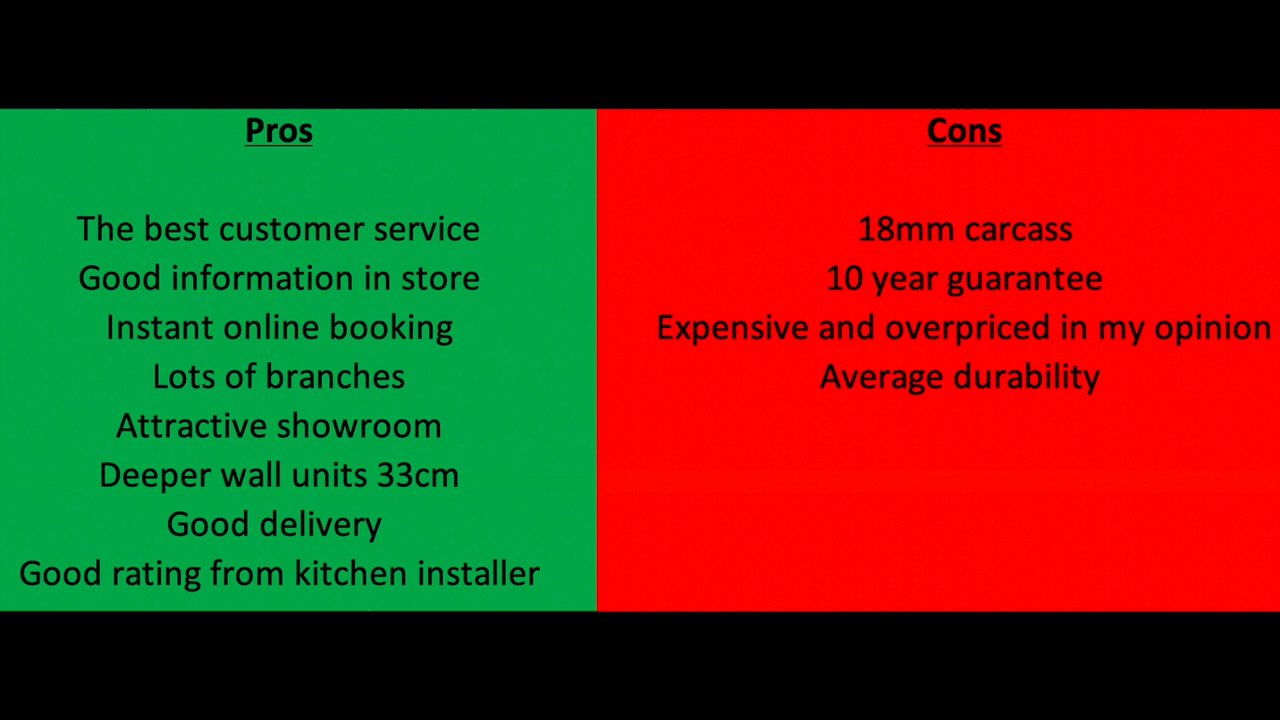 Pros
The best customer service
Good information in store
Instant online booking
Lots of branches
Attractive showroom
Deeper wall units 33cm
Good delivery
Good rating from kitchen installer
Cons
18mm carcass
10 year guarantee
Expensive and overpriced in my opinion
Average durability